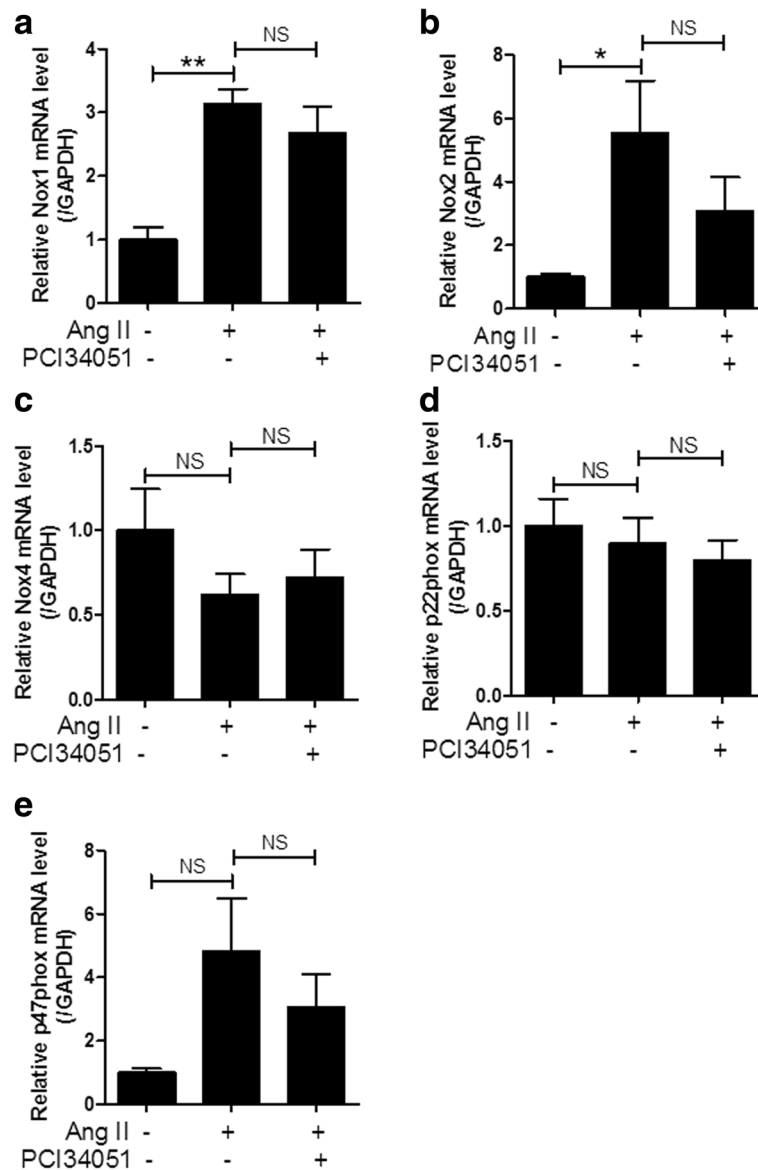 a
Relative Nox1 mRNA level
(/GAPDH)
4
3
2
1
0
**
NS
Ang II - + +
PCI34051 - - +
b
Relative Nox2 mRNA level
(/GAPDH)
8
6
4
2
0
*
NS
Ang II - + +
PCI34051 - - +
c
Relative Nox4 mRNA level
(/GAPDH)
1.5
1.0
0.5
0.0
NS
NS
Ang II - + +
PCI34051 - - +
d
Relative p22phox mRNA level
(/GAPDH)
1.5
1.0
0.5
0.0
NS
NS
Ang II - + +
PCI34051 - - +
e
Relative p47phox mRNA level
(/GAPDH)
8
6
4
2
0
NS
NS
Ang II - + +
PCI34051 - - +